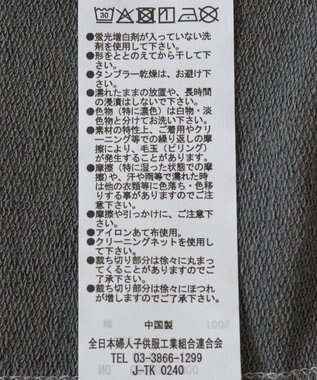 30
●蛍光増白剤が入っていない洗
剤を使用して下さい。
●形をととのえてから干して下
さい。
●タンブラー乾燥は、お避け下
さい。
●濡れたままの放置や、長時間
の浸漬はしないで下さい。
●色物（特に濃色）は白物・淡
色物と分けてお洗い下さい。
●素材の特性上、ご着用やクリ
ーニング等での繰り返しの摩
擦により、毛玉（ピリング）
が発生することがあります。
●摩擦（特に湿った状態での摩
擦）や、汗や雨等で濡れた時
は他の衣類等に色落ち・色移
りする事がありますのでご注
意下さい。
●摩擦や引っかけに、ご注意下
さい。
●アイロンあて布使用。
●クリーニングネットを使用し
て下さい。
●裁ち切り部分は徐々に丸まっ
てくることがありますのでご
了承下さい。
●裁ち切り部分は徐々にほつれ
が増しますのでご了承下さい。
中国製
全日本婦人子供服工業組合連合会
TEL 03-3866-1299
J-TK 0240